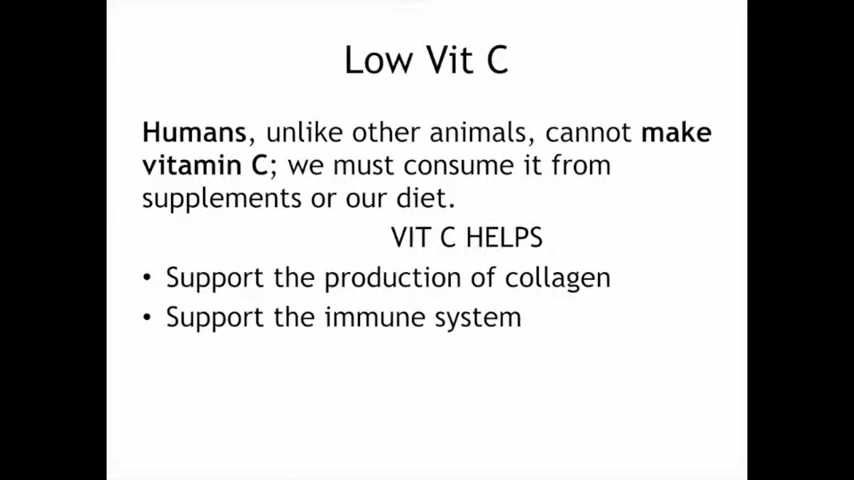 Low Vit C
Humans, unlike other animals, cannot make
vitamin C; we must consume it from
supplements or our diet.
VIT C HELPS
• Support the production of collagen
• Support the immune system